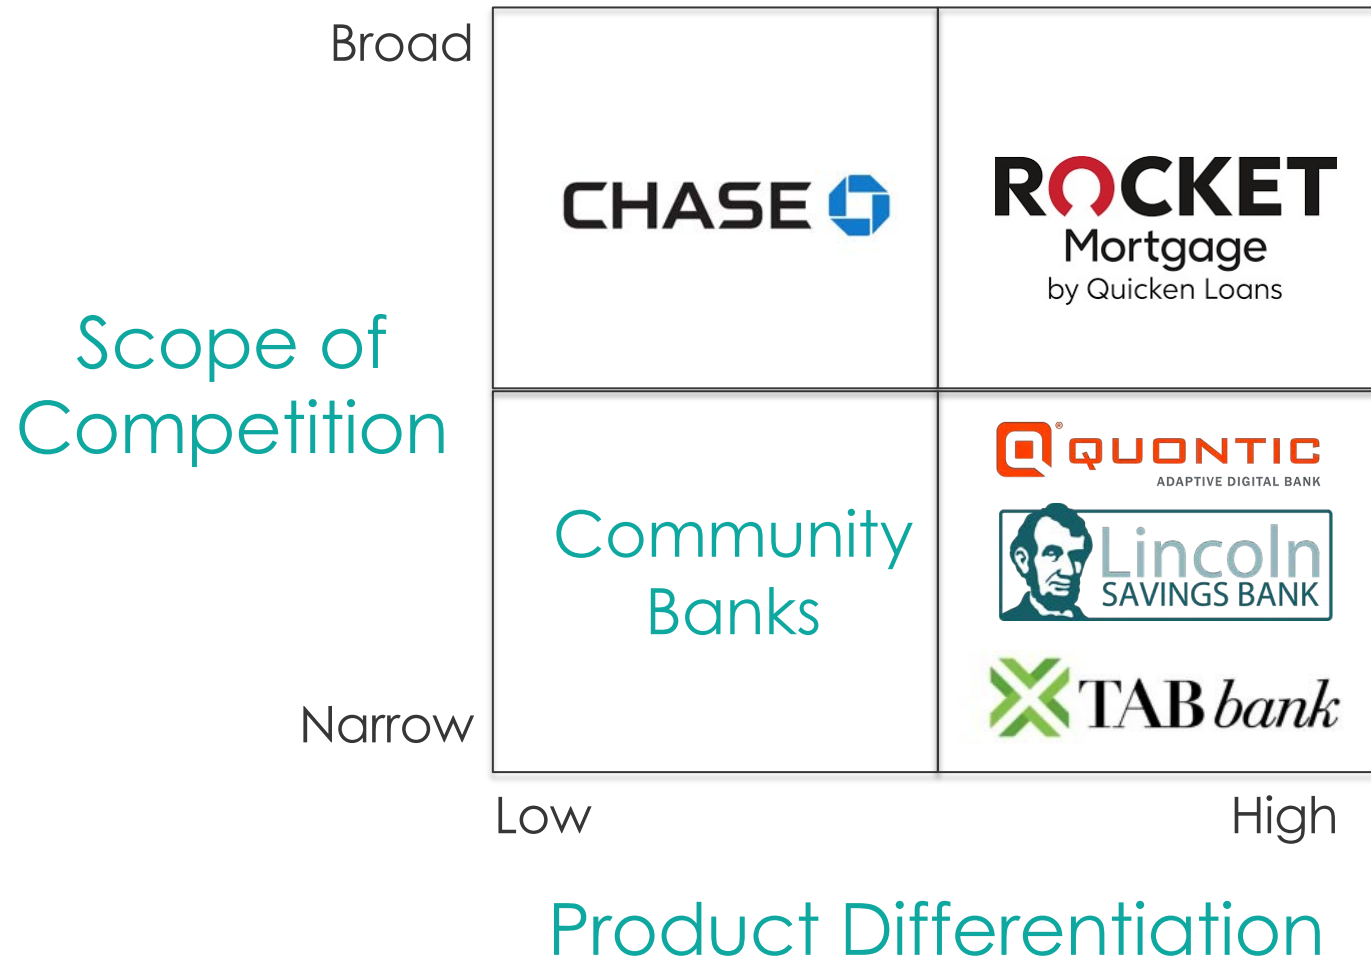 Broad
CHASE
ROCKET
Mortgage
by Quicken Loans
Scope of
Competition
QUONTIC®
ADAPTIVE DIGITAL BANK
Community
Banks
Lincoln
SAVINGS BANK
TAB bank
Narrow
Low
High
Product Differentiation